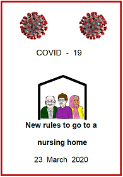 COVID - 19
New rules to go to a
nursing home
23 March 2020